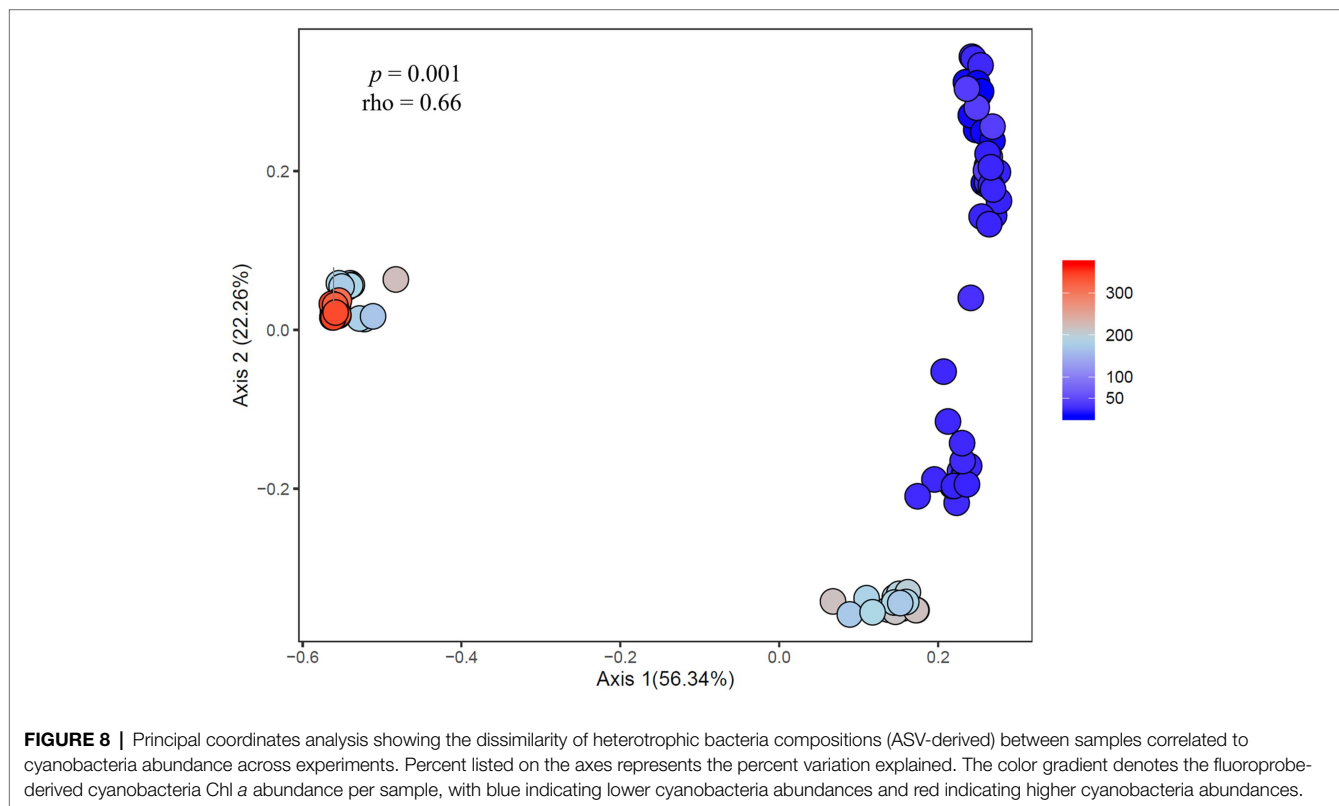 p = 0.001
rho = 0.66
0.2
0.0
−0.2
Axis 2 (22.26%)
−0.6
−0.4
−0.2
0.0
0.2
Axis 1(56.34%)
300
200
100
50
FIGURE 8 | Principal coordinates analysis showing the dissimilarity of heterotrophic bacteria compositions (ASV-derived) between samples correlated to
cyanobacteria abundance across experiments. Percent listed on the axes represents the percent variation explained. The color gradient denotes the fluoroprobe-
derived cyanobacteria Chl a abundance per sample, with blue indicating lower cyanobacteria abundances and red indicating higher cyanobacteria abundances.